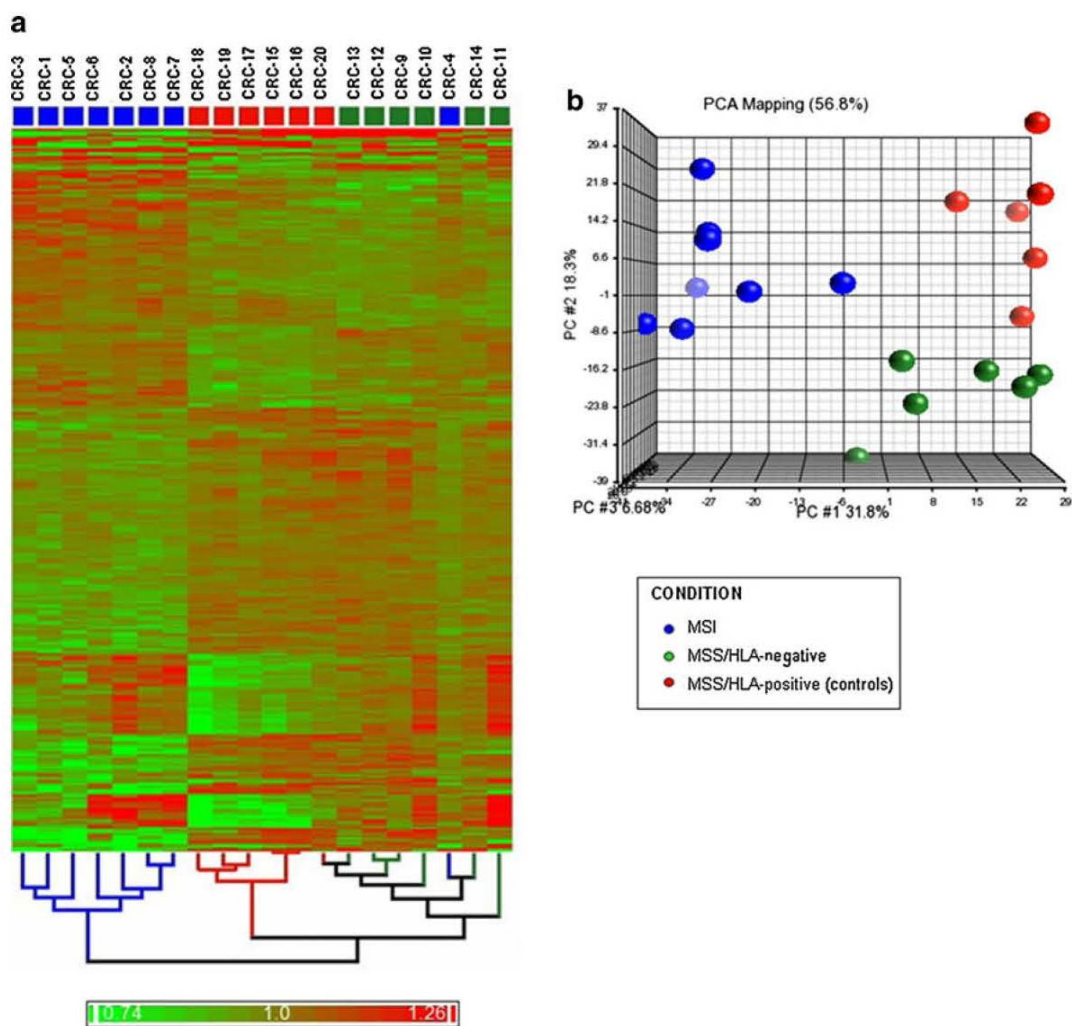 a
CRC-3
CRC-1
CRC-5
CRC-6
CRC-2
CRC-8
CRC-7
CRC-18
CRC-19
CRC-17
CRC-15
CRC-16
CRC-20
CRC-13
CRC-12
CRC-9
CRC-10
CRC-4
CRC-14
CRC-11
0.74 1.0 1.26
b
PCA Mapping (56.8%)
37
29.4
21.8
14.2
6.6
-1
-8.6
-16.2
-23.8
-31.4
-39
PC #2 18.3%
-27 -20 -13 -6 1 8 15 22 29
PC #3 6.68% PC #1 31.8%
CONDITION
MSI
MSS/HLA-negative
MSS/HLA-positive (controls)